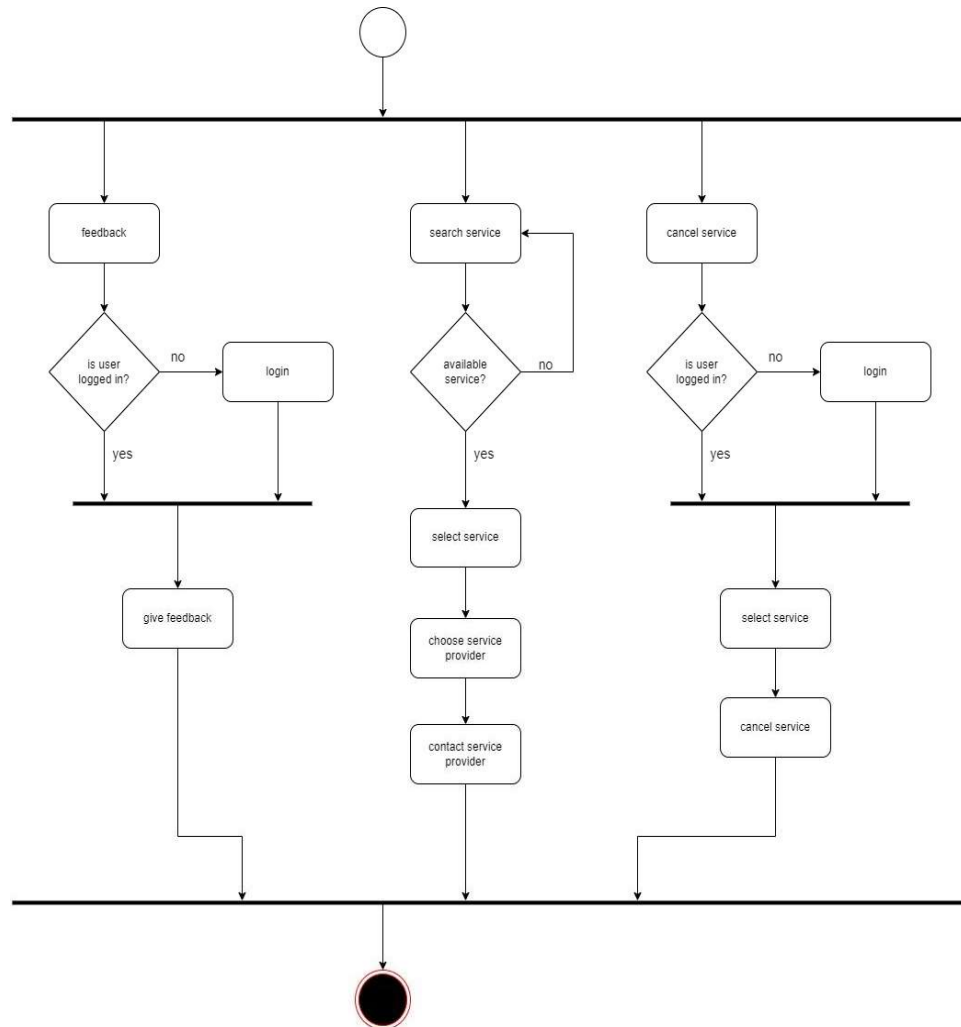 feedback
search service
cancel service
is user
logged in?
no
login
available
service?
no
is user
logged in?
no
login
yes
yes
yes
select service
give feedback
choose service
provider
select service
contact service
provider
cancel service